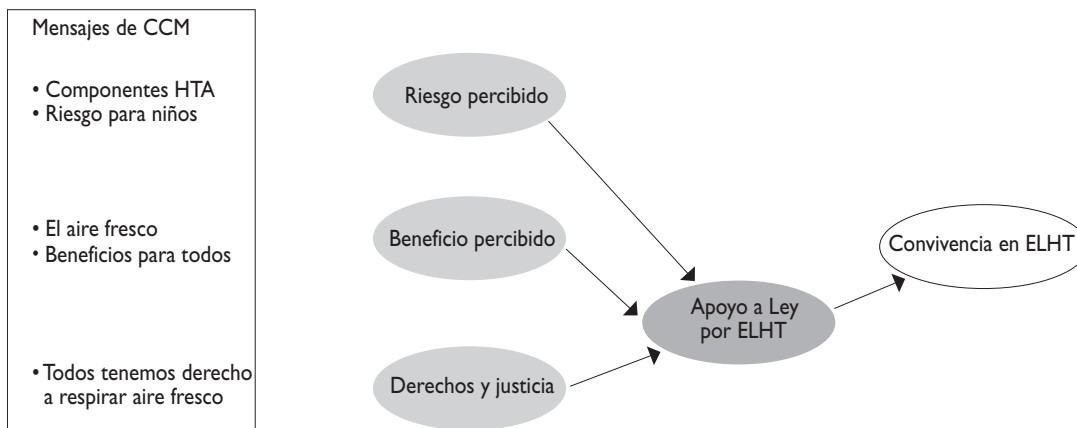 Mensajes de CCM
• Componentes HTA
• Riesgo para niños
• El aire fresco
• Beneficios para todos
• Todos tenemos derecho
a respirar aire fresco
Riesgo percibido
Beneficio percibido
Derechos y justicia
Apoyo a Ley
por ELHT
Convivencia en ELHT